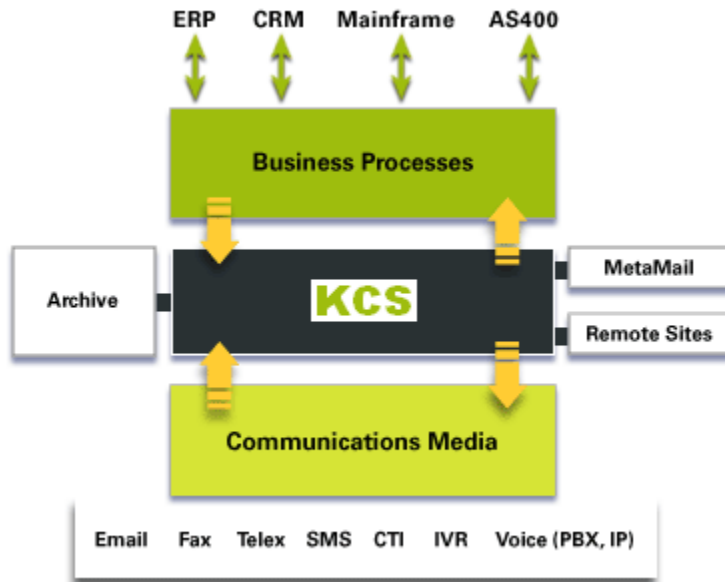 ERP CRM Mainframe AS400
Business Processes
Archive
KCS
MetaMail
Remote Sites
Communications Media
Email Fax Telex SMS CTI IVR Voice (PBX, IP)